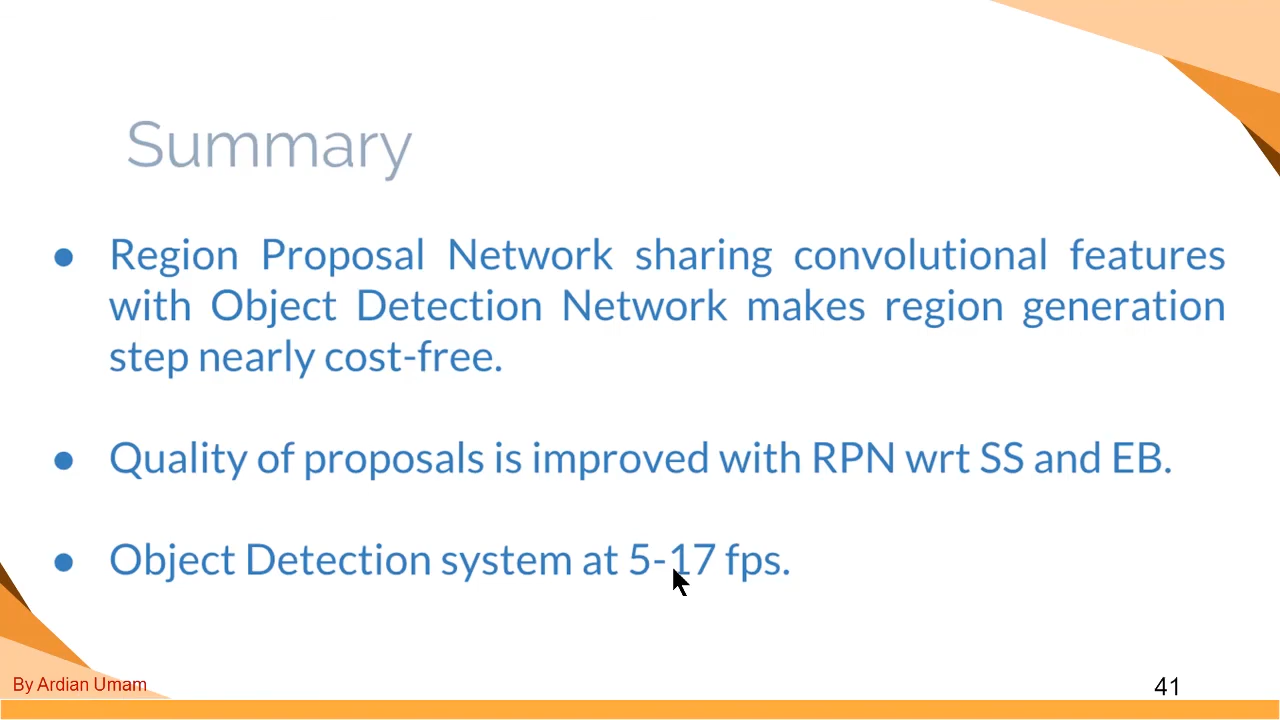 Summary
● Region Proposal Network sharing convolutional features
with Object Detection Network makes region generation
step nearly cost-free.
● Quality of proposals is improved with RPN wrt SS and EB.
● Object Detection system at 5-17 fps.
By Ardian Umam
41